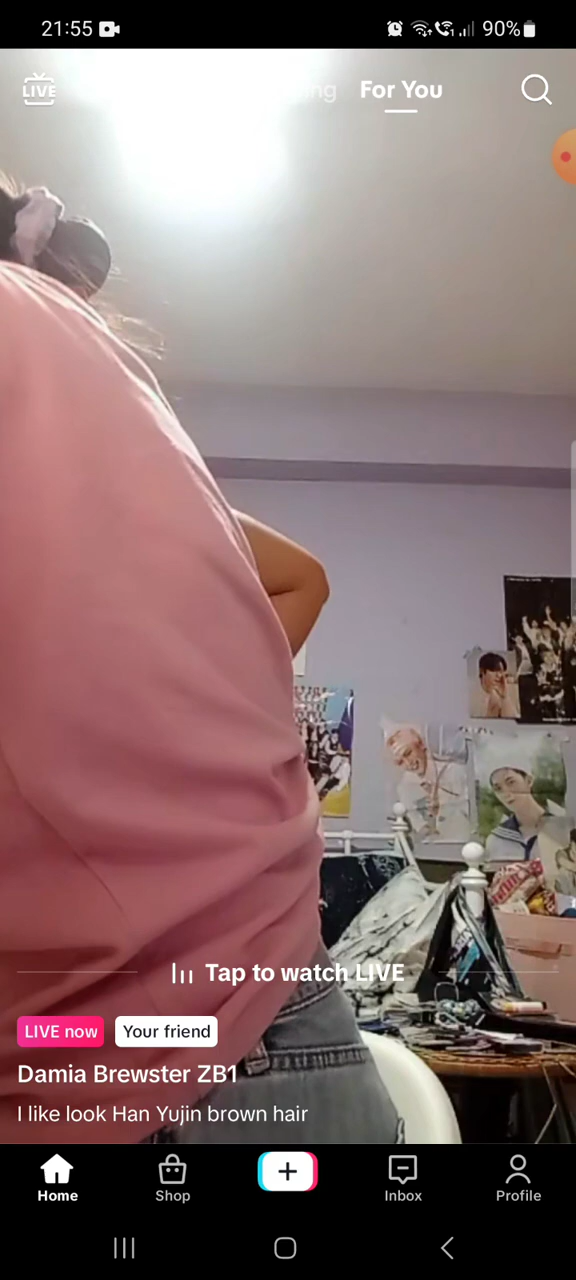 21:55
90%
LIVE
For You
Tap to watch LIVE
LIVE now
Your friend
Damia Brewster ZB1
I like look Han Yujin brown hair
Home
Shop
Inbox
Profile